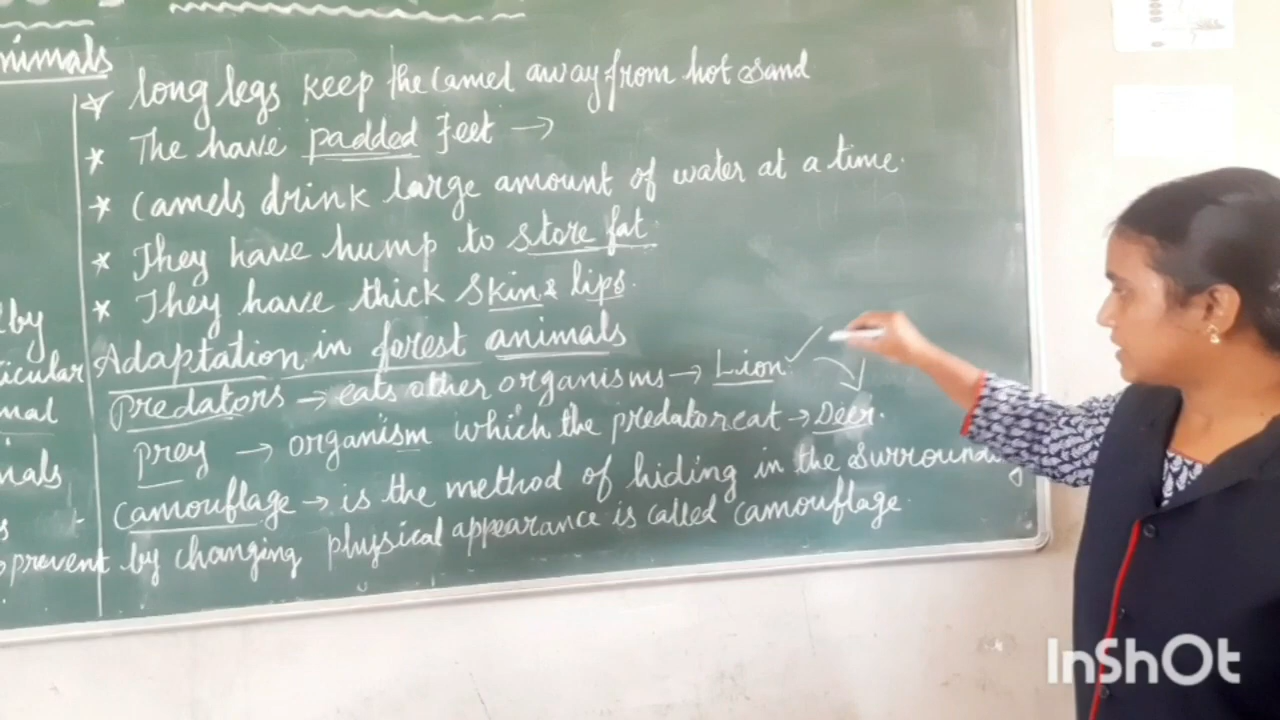 nimals
long legs keep the camel away from hot sand
* The have padded feet →
* Camels drink large amount of water at a time.
* They have hump to store fat.
* They have thick skin & lips.
by
icular
mal
mals
s
prevent
Adaptation in forest animals
Predators → eats other organisms → Lion ✓
prey → organism which the predator eat → Deer.
Camouflage → is the method of hiding in the surrounding
by changing physical appearance is called camouflage.
InShOt